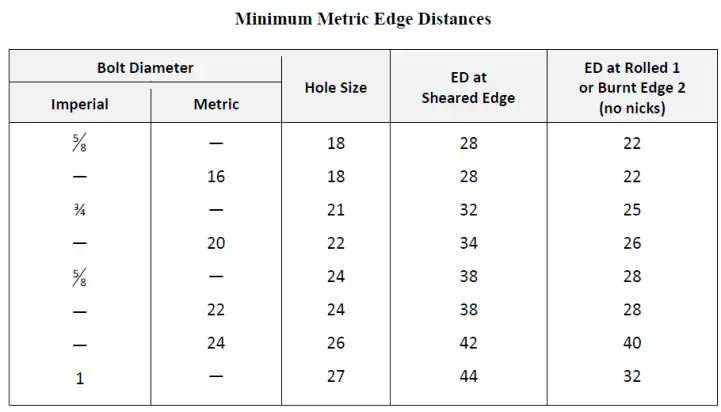 Minimum Metric Edge Distances
Bolt Diameter
Hole Size
ED at
Sheared Edge
ED at Rolled 1
or Burnt Edge 2
(no nicks)
Imperial Metric
⅝ — 18 28 22
— 16 18 28 22
¾ — 21 32 25
— 20 22 34 26
⅝ — 24 38 28
— 22 24 38 28
— 24 26 42 40
1 — 27 44 32